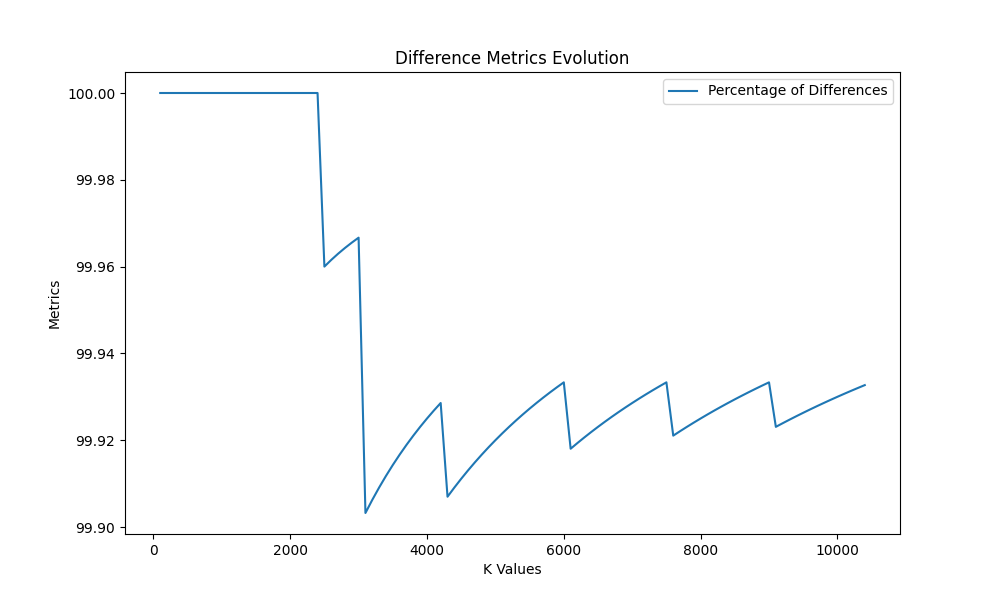 Difference Metrics Evolution
Percentage of Differences
100.00
99.98
99.96
99.94
99.92
99.90
Metrics
0 2000 4000 6000 8000 10000
K Values